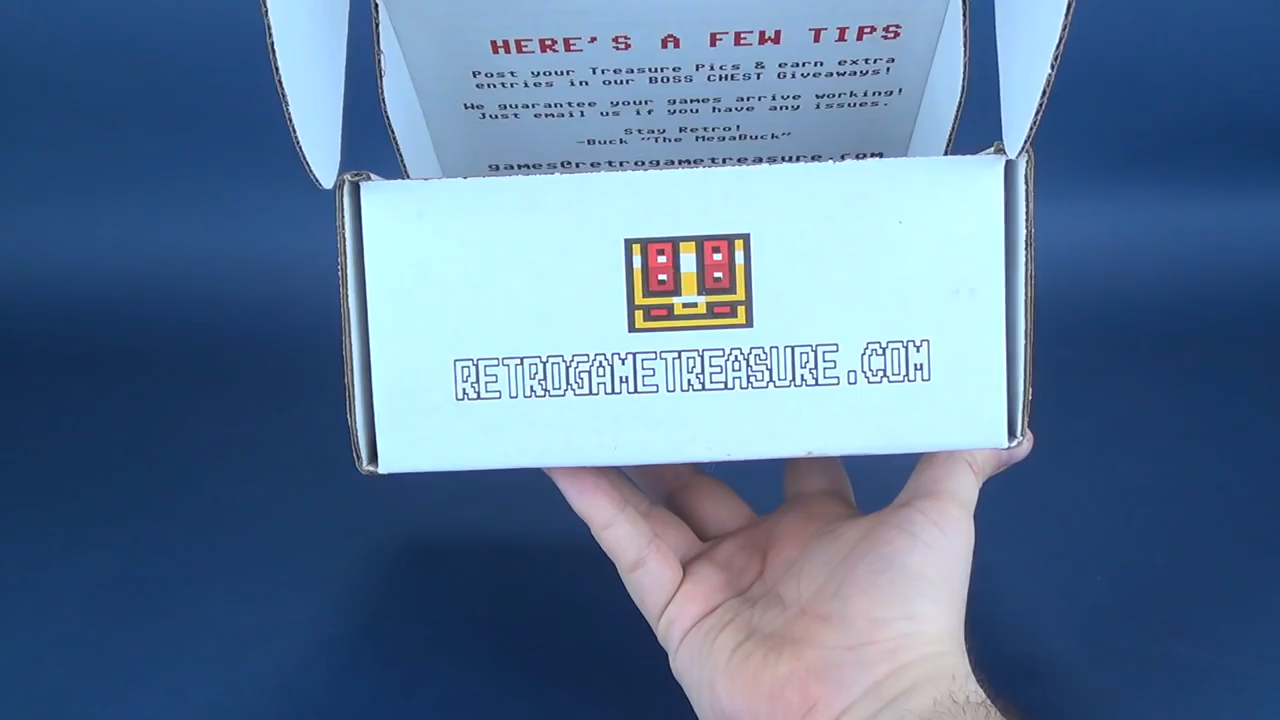 HERE'S A FEW TIPS
Post your Treasure Pics & earn extra
entries in our BOSS CHEST Giveaways!
We guarantee your games arrive working!
Just email us if you have any issues.
Stay Retro!
-Buck "The MegaBuck"
games@retrogametreasure.com
RETROGAMETREASURE.COM